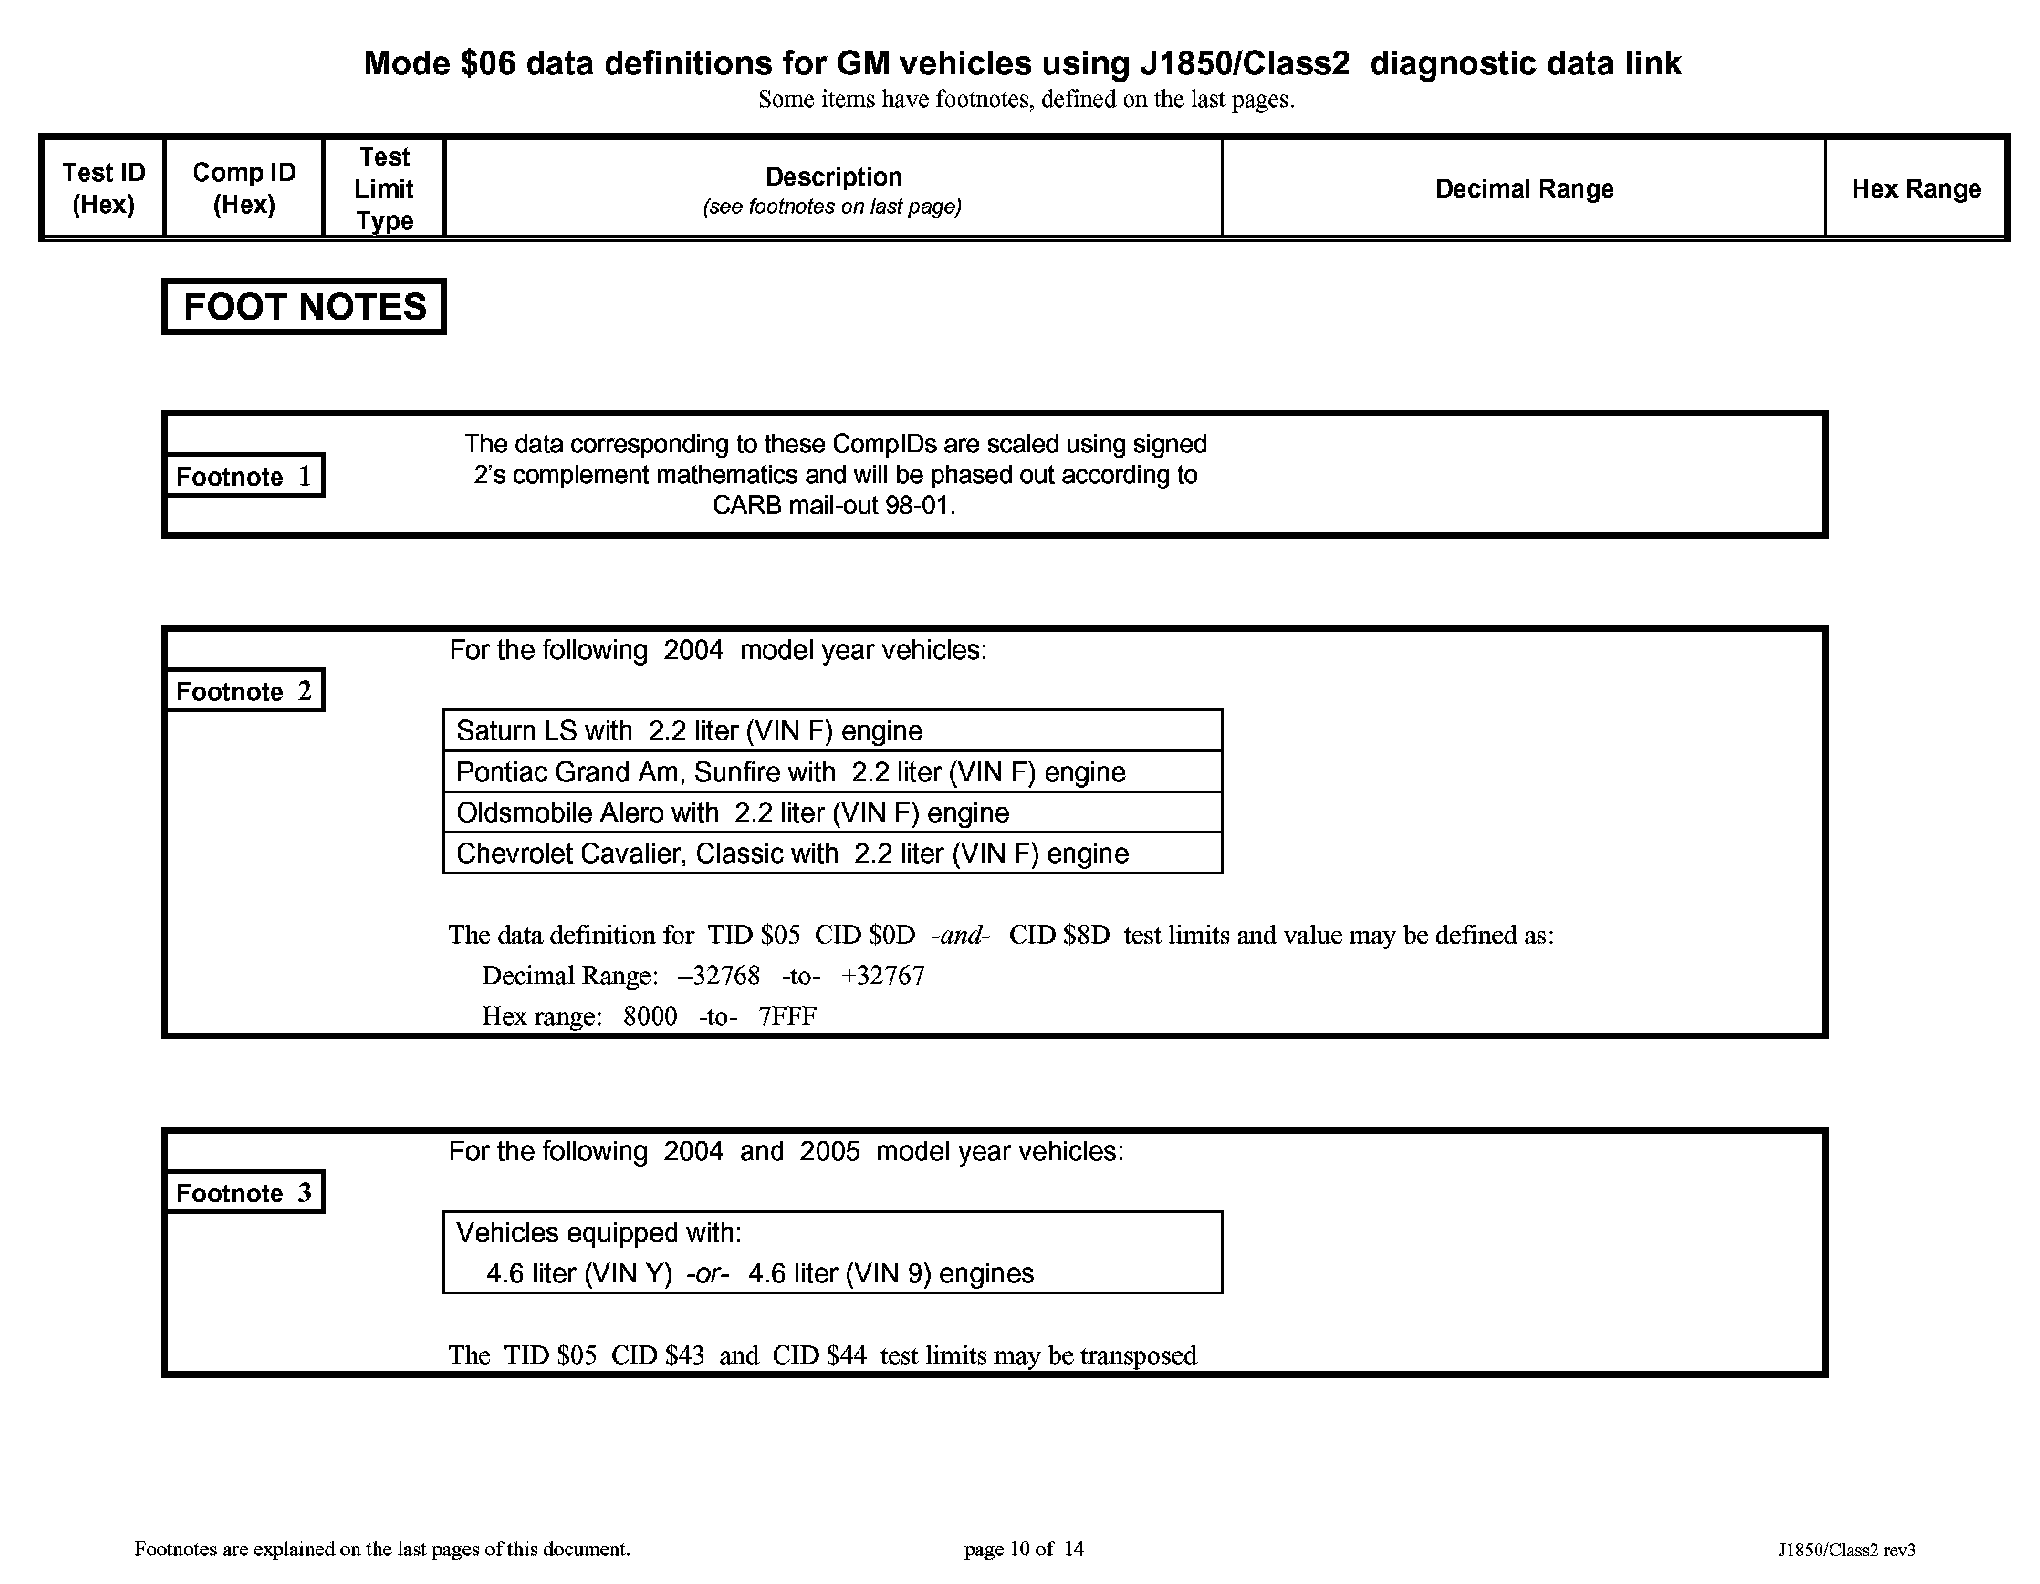 Mode $06 data definitions for GM vehicles using J1850/Class2 diagnostic data link
Some items have footnotes, defined on the last pages.
Test ID
(Hex)
Comp ID
(Hex)
Test
Limit
Type
Description
(see footnotes on last page)
Decimal Range
Hex Range
FOOT NOTES
Footnote 1
The data corresponding to these CompIDs are scaled using signed
2's complement mathematics and will be phased out according to
CARB mail-out 98-01.
For the following 2004 model year vehicles:
Footnote 2
Saturn LS with 2.2 liter (VIN F) engine
Pontiac Grand Am, Sunfire with 2.2 liter (VIN F) engine
Oldsmobile Alero with 2.2 liter (VIN F) engine
Chevrolet Cavalier, Classic with 2.2 liter (VIN F) engine
The data definition for TID $05 CID $0D -and- CID $8D test limits and value may be defined as:
Decimal Range: –32768 -to- +32767
Hex range: 8000 -to- 7FFF
For the following 2004 and 2005 model year vehicles:
Footnote 3
Vehicles equipped with:
4.6 liter (VIN Y) -or- 4.6 liter (VIN 9) engines
The TID $05 CID $43 and CID $44 test limits may be transposed
Footnotes are explained on the last pages of this document.
page 10 of 14
J1850/Class2 rev3